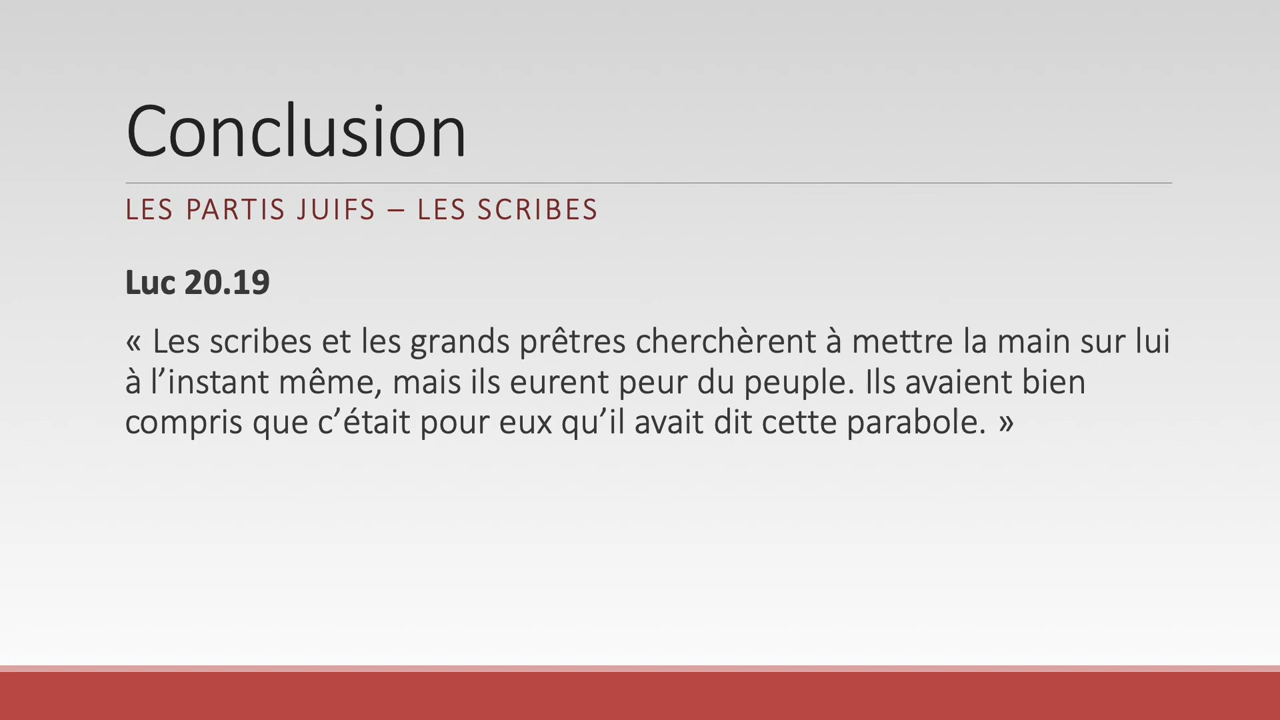 Conclusion
LES PARTIS JUIFS – LES SCRIBES
Luc 20.19
« Les scribes et les grands prêtres cherchèrent à mettre la main sur lui
à l’instant même, mais ils eurent peur du peuple. Ils avaient bien
compris que c’était pour eux qu’il avait dit cette parabole. »